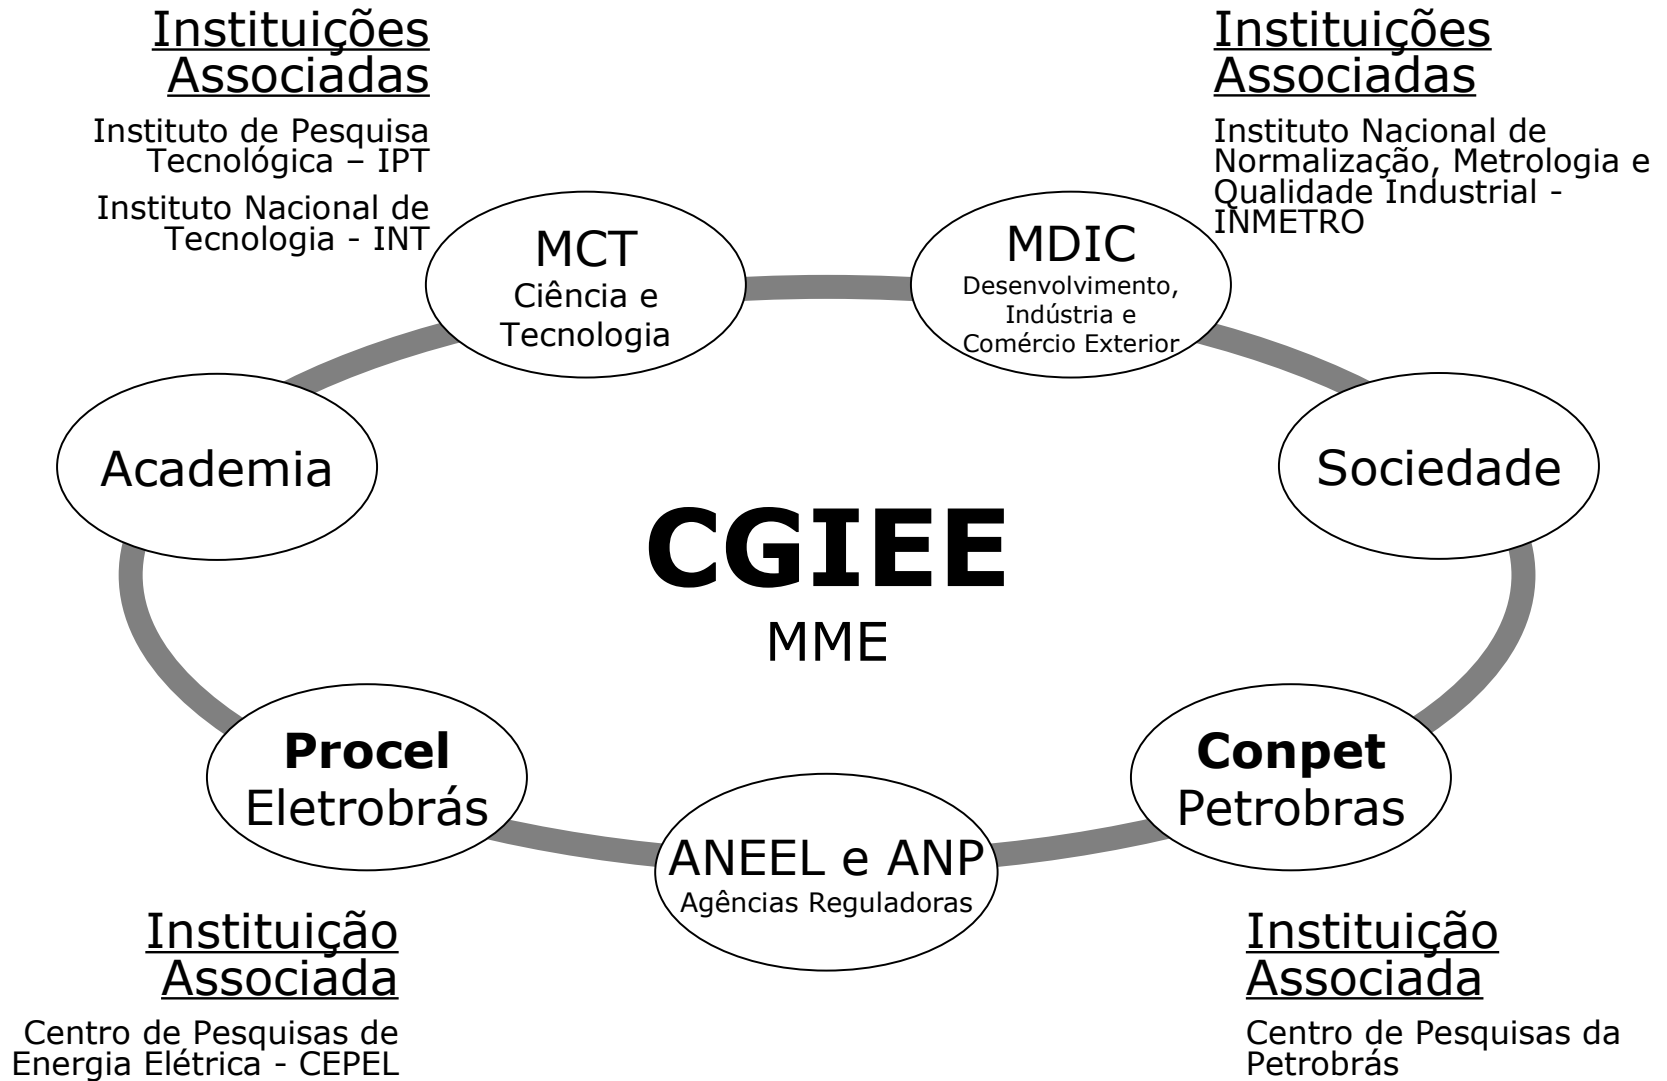 Instituições
Associadas
Instituto de Pesquisa
Tecnológica – IPT
Instituto Nacional de
Tecnologia - INT
Instituições
Associadas
Instituto Nacional de
Normalização, Metrologia e
Qualidade Industrial -
INMETRO
MCT
Ciência e
Tecnologia
MDIC
Desenvolvimento,
Indústria e
Comércio Exterior
Academia
Sociedade
CGIEE
MME
Procel
Eletrobrás
Conpet
Petrobras
ANEEL e ANP
Agências Reguladoras
Instituição
Associada
Centro de Pesquisas de
Energia Elétrica - CEPEL
Instituição
Associada
Centro de Pesquisas da
Petrobrás